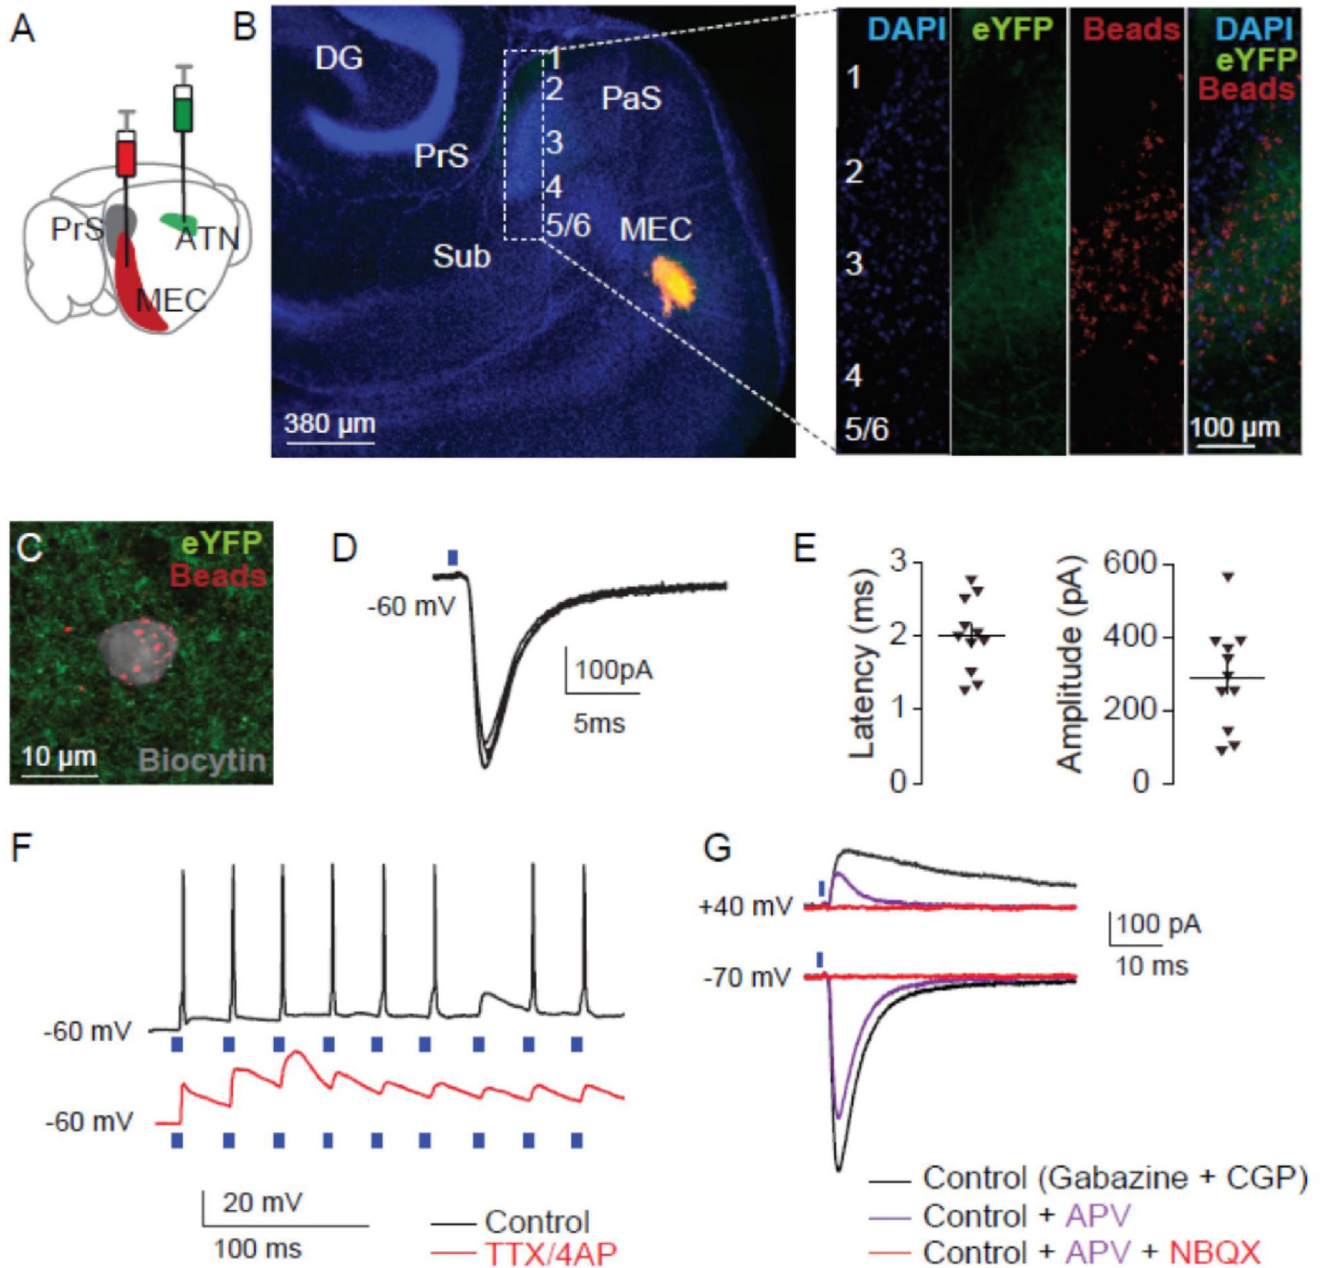 A
PrS
ATN
MEC
B
DG
PrS
Sub
PaS
MEC
1
2
3
4
5/6
380 µm
DAPI
eYFP
Beads
DAPI
eYFP
Beads
1
2
3
4
5/6
100 µm
C
eYFP
Beads
10 µm
Biocytin
D
-60 mV
100pA
5ms
E
Latency (ms)
3
2
1
0
Amplitude (pA)
600
400
200
0
F
-60 mV
-60 mV
20 mV
100 ms
Control
TTX/4AP
G
+40 mV
-70 mV
100 pA
10 ms
Control (Gabazine + CGP)
Control + APV
Control + APV + NBQX